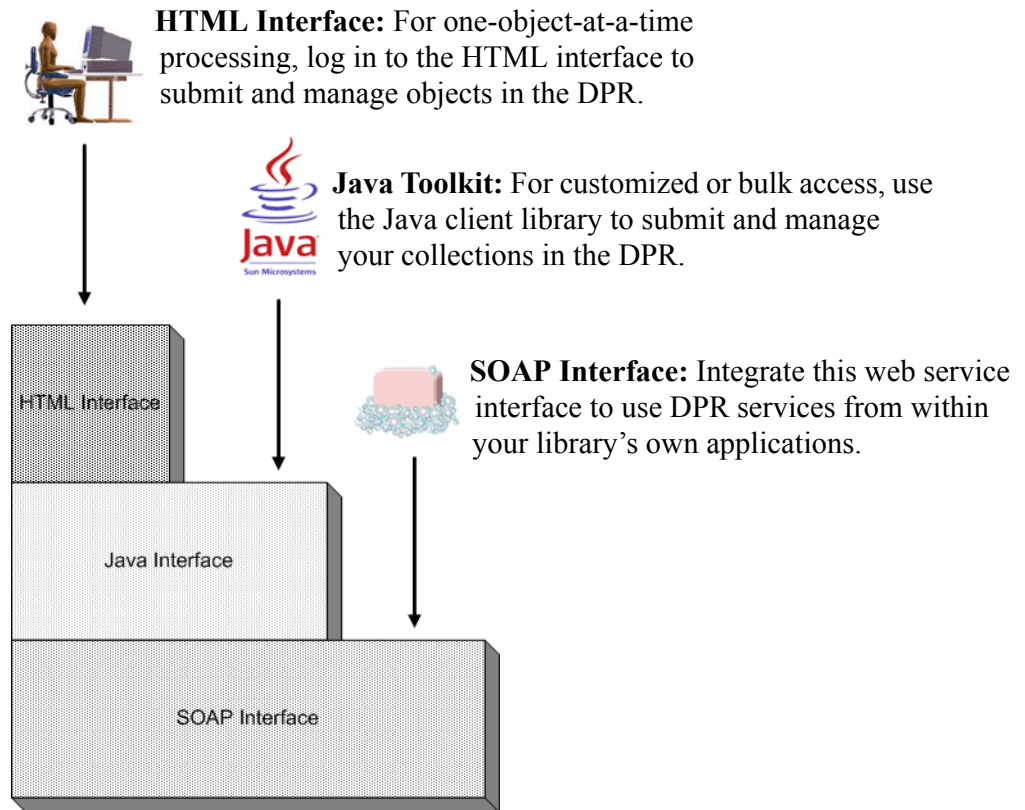 HTML Interface: For one-object-at-a-time
processing, log in to the HTML interface to
submit and manage objects in the DPR.
Java Toolkit: For customized or bulk access, use
the Java client library to submit and manage
your collections in the DPR.
Java
Sun Microsystems
SOAP Interface: Integrate this web service
interface to use DPR services from within
your library’s own applications.
HTML Interface
Java Interface
SOAP Interface